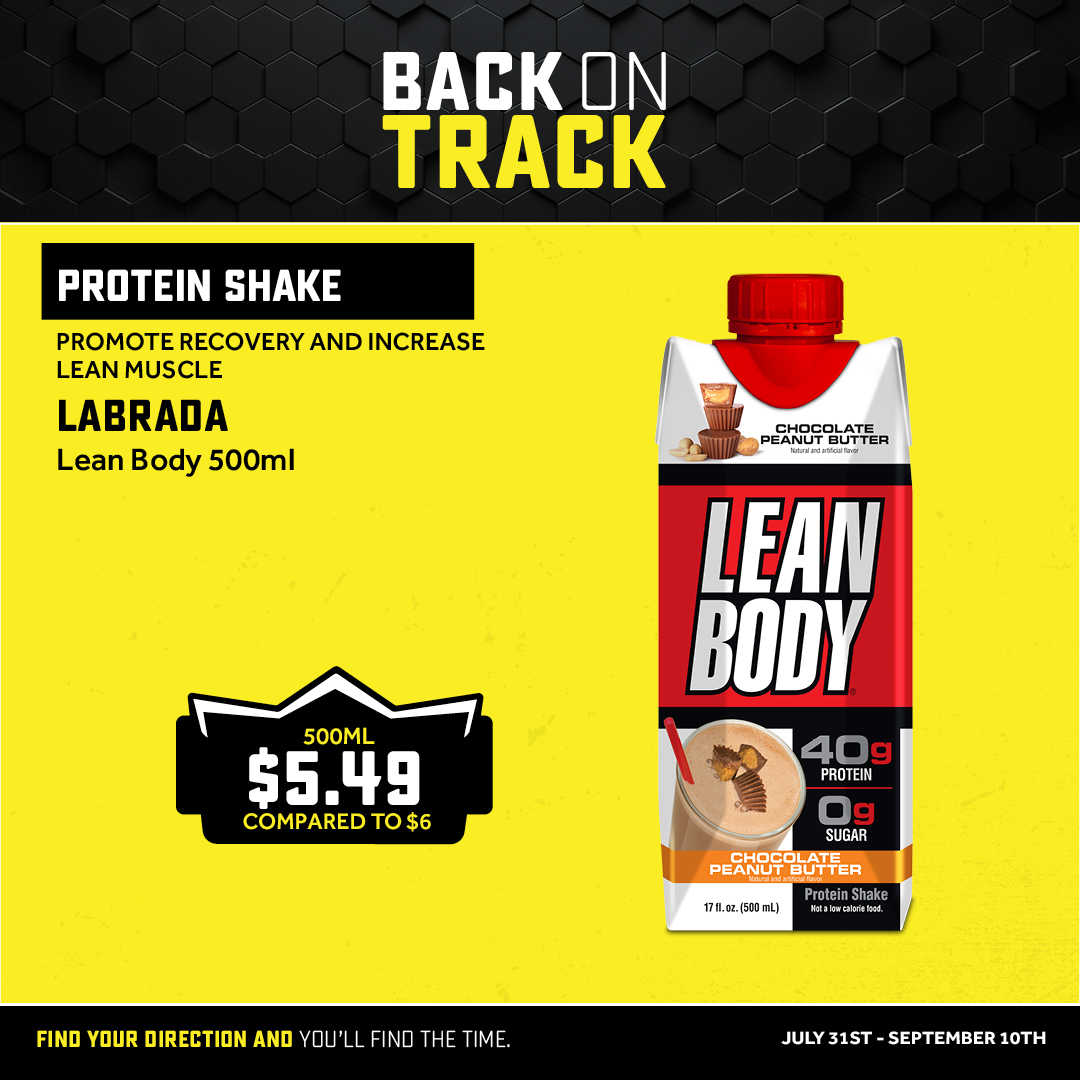 BACK ON
TRACK
PROTEIN SHAKE
PROMOTE RECOVERY AND INCREASE
LEAN MUSCLE
LABRADA
Lean Body 500ml
500ML
$5.49
COMPARED TO $6
CHOCOLATE
PEANUT BUTTER
Natural and artificial flavor
LEAN
BODY®
40g
PROTEIN
0g
SUGAR
CHOCOLATE
PEANUT BUTTER
Natural and artificial flavor
17 fl. oz. (500 mL)
Protein Shake
Not a low calorie food.
FIND YOUR DIRECTION AND YOU'LL FIND THE TIME.
JULY 31ST - SEPTEMBER 10TH